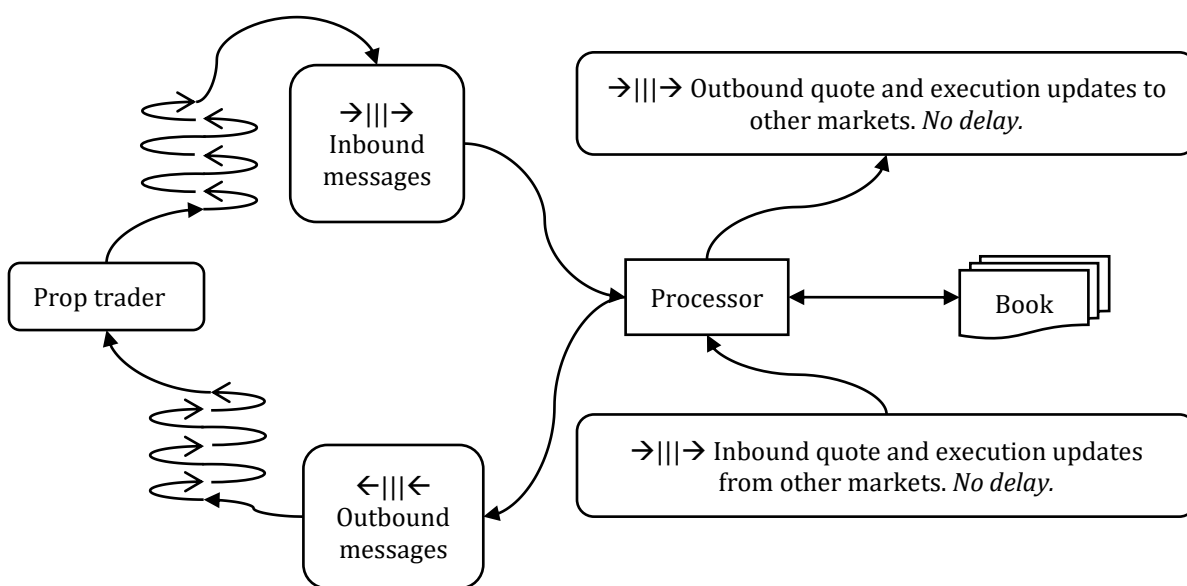 →|||→
Inbound
messages
→|||→ Outbound quote and execution updates to
other markets. No delay.
Prop trader
Processor
Book
←|||←
Outbound
messages
→|||→ Inbound quote and execution updates
from other markets. No delay.